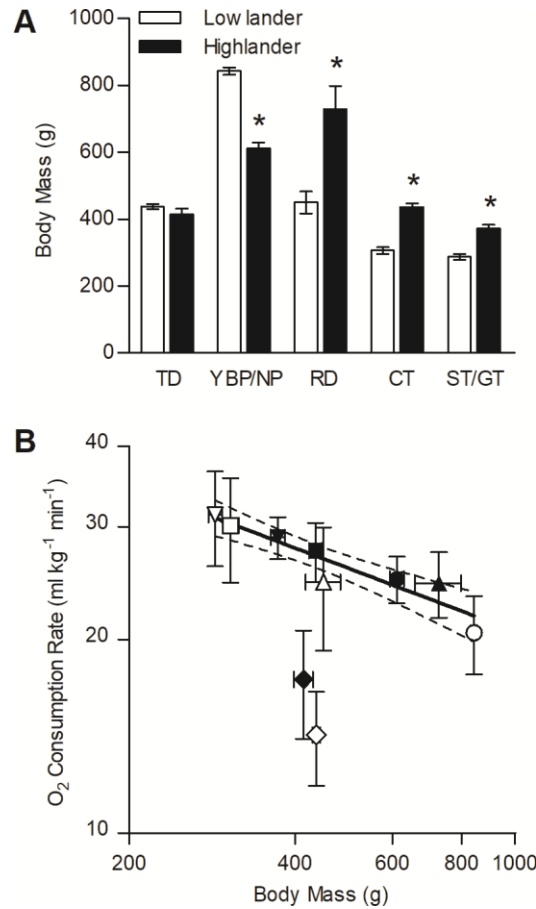 A
Low lander
Highlander
Body Mass (g)
1000
800
600
400
200
0
*
*
*
*
TD
YBP/NP
RD
CT
ST/GT
B
O2 Consumption Rate (ml kg⁻¹ min⁻¹)
40
30
20
10
200
400
600
800
1000
Body Mass (g)